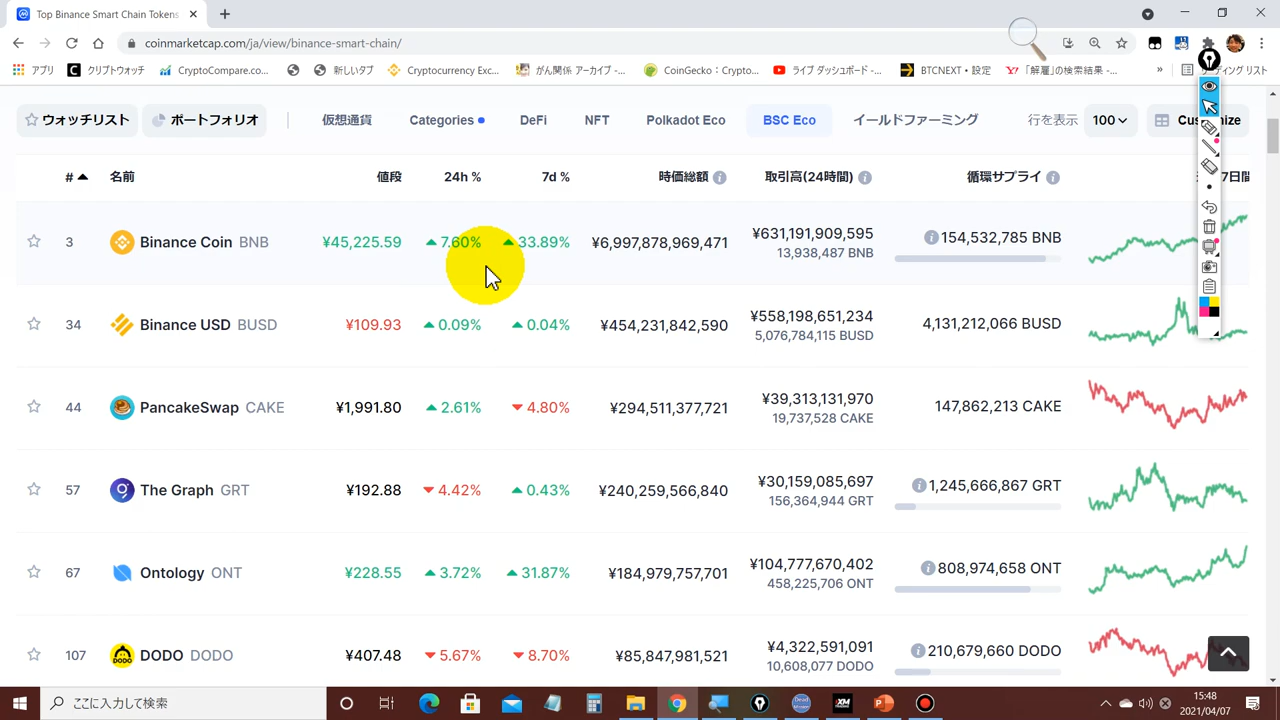 Top Binance Smart Chain Tokens
coinmarketcap.com/ja/view/binance-smart-chain/
アプリ クリプトウォッチ CryptoCompare.co... 新しいタブ Cryptocurrency Exc... がん関係 アーカイブ -... CoinGecko : Crypto... ライブ ダッシュボード -... BTCNEXT • 設定 「解雇」の検索結果 -...
ウォッチリスト ポートフォリオ 仮想通貨 Categories DeFi NFT Polkadot Eco BSC Eco イールドファーミング 行を表示 100
# 名前 値段 24h % 7d % 時価総額 取引高(24時間) 循環サプライ
3 Binance Coin BNB ¥45,225.59 7.60% 33.89% ¥6,997,878,969,471 ¥631,191,909,595 154,532,785 BNB
13,938,487 BNB
34 Binance USD BUSD ¥109.93 0.09% 0.04% ¥454,231,842,590 ¥558,198,651,234 4,131,212,066 BUSD
5,076,784,115 BUSD
44 PancakeSwap CAKE ¥1,991.80 2.61% 4.80% ¥294,511,377,721 ¥39,313,131,970 147,862,213 CAKE
19,737,528 CAKE
57 The Graph GRT ¥192.88 4.42% 0.43% ¥240,259,566,840 ¥30,159,085,697 1,245,666,867 GRT
156,364,944 GRT
67 Ontology ONT ¥228.55 3.72% 31.87% ¥184,979,757,701 ¥104,777,670,402 808,974,658 ONT
458,225,706 ONT
107 DODO DODO ¥407.48 5.67% 8.70% ¥85,847,981,521 ¥4,322,591,091 210,679,660 DODO
10,608,077 DODO
ここに入力して検索
15:48
2021/04/07